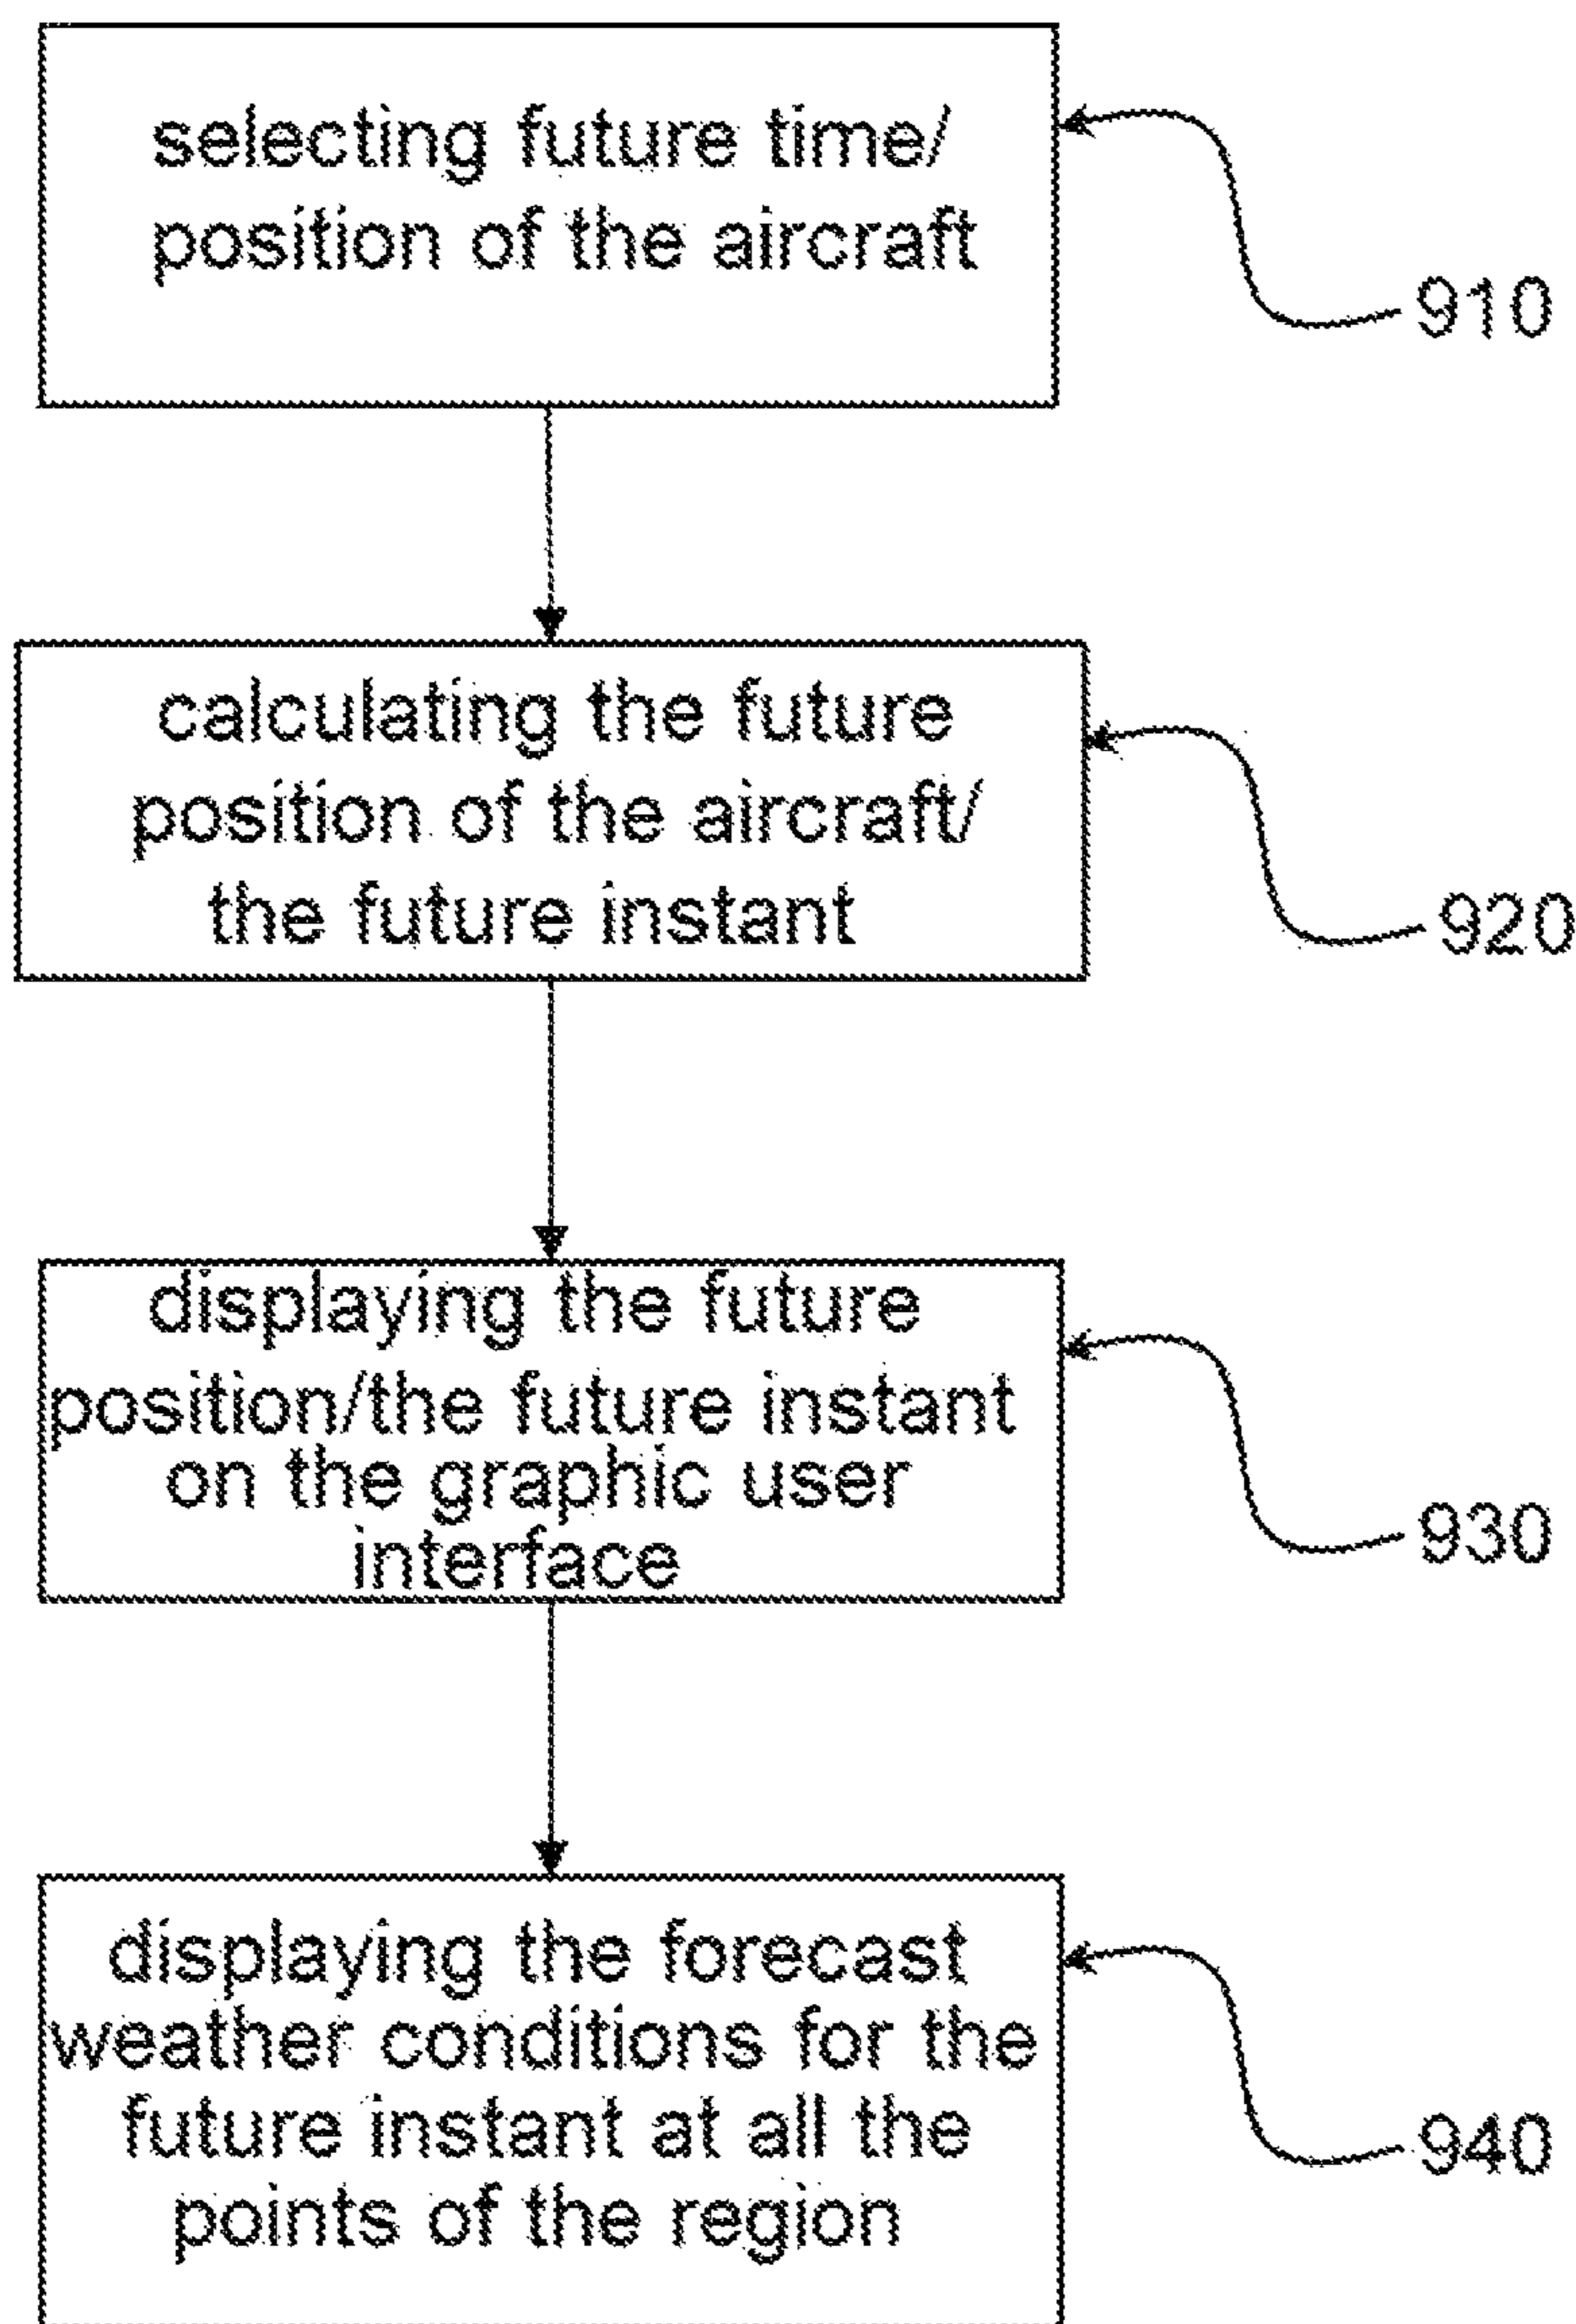 selecting future time/
position of the aircraft
910
calculating the future
position of the aircraft/
the future instant
920
displaying the future
position/the future instant
on the graphic user
interface
930
displaying the forecast
weather conditions for the
future instant at all the
points of the region
940